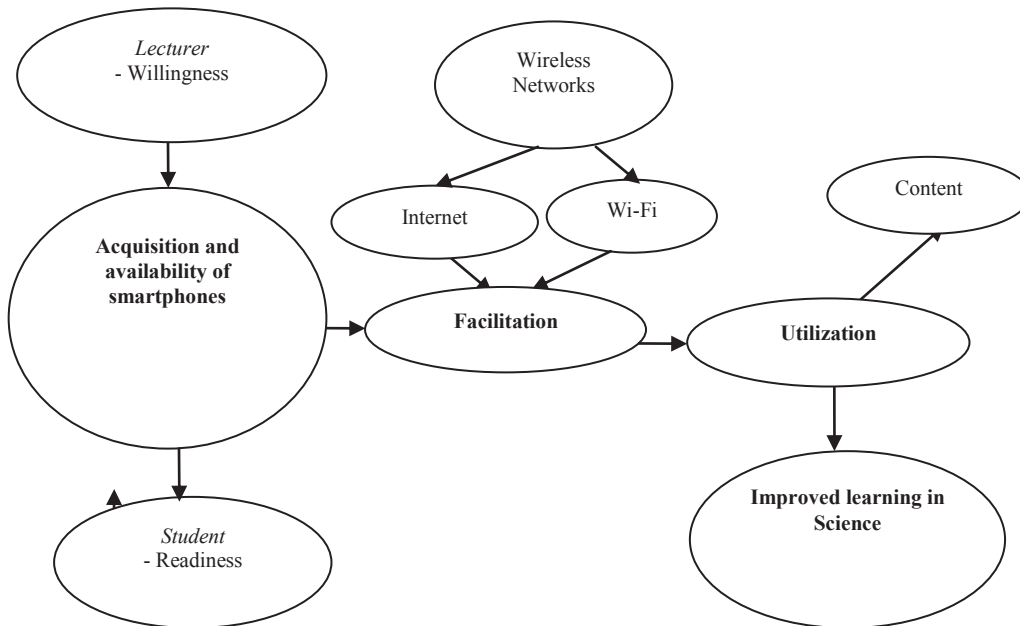 Lecturer
- Willingness
Wireless
Networks
Content
Internet
Wi-Fi
Acquisition and
availability of
smartphones
Facilitation
Utilization
Improved learning in
Science
Student
- Readiness